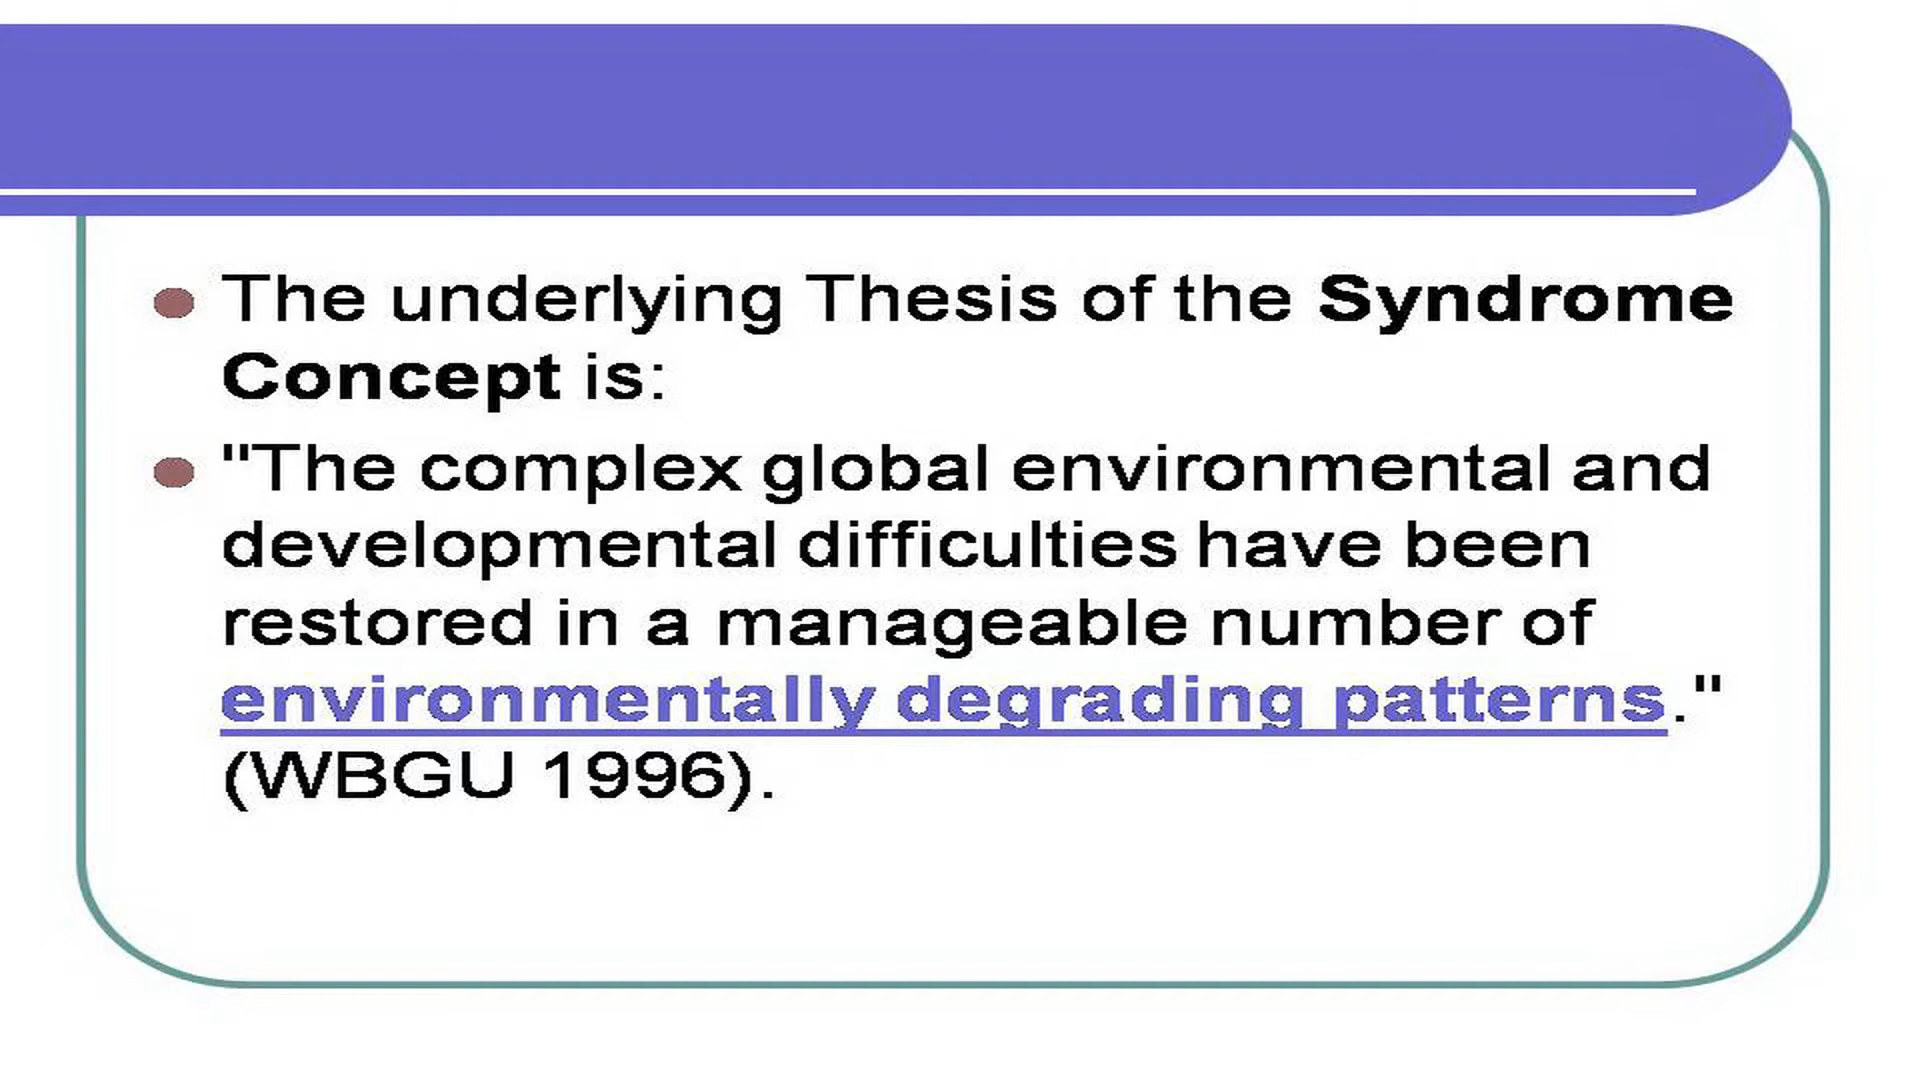 The underlying Thesis of the Syndrome
Concept is:
"The complex global environmental and
developmental difficulties have been
restored in a manageable number of
environmentally degrading patterns."
(WBGU 1996).